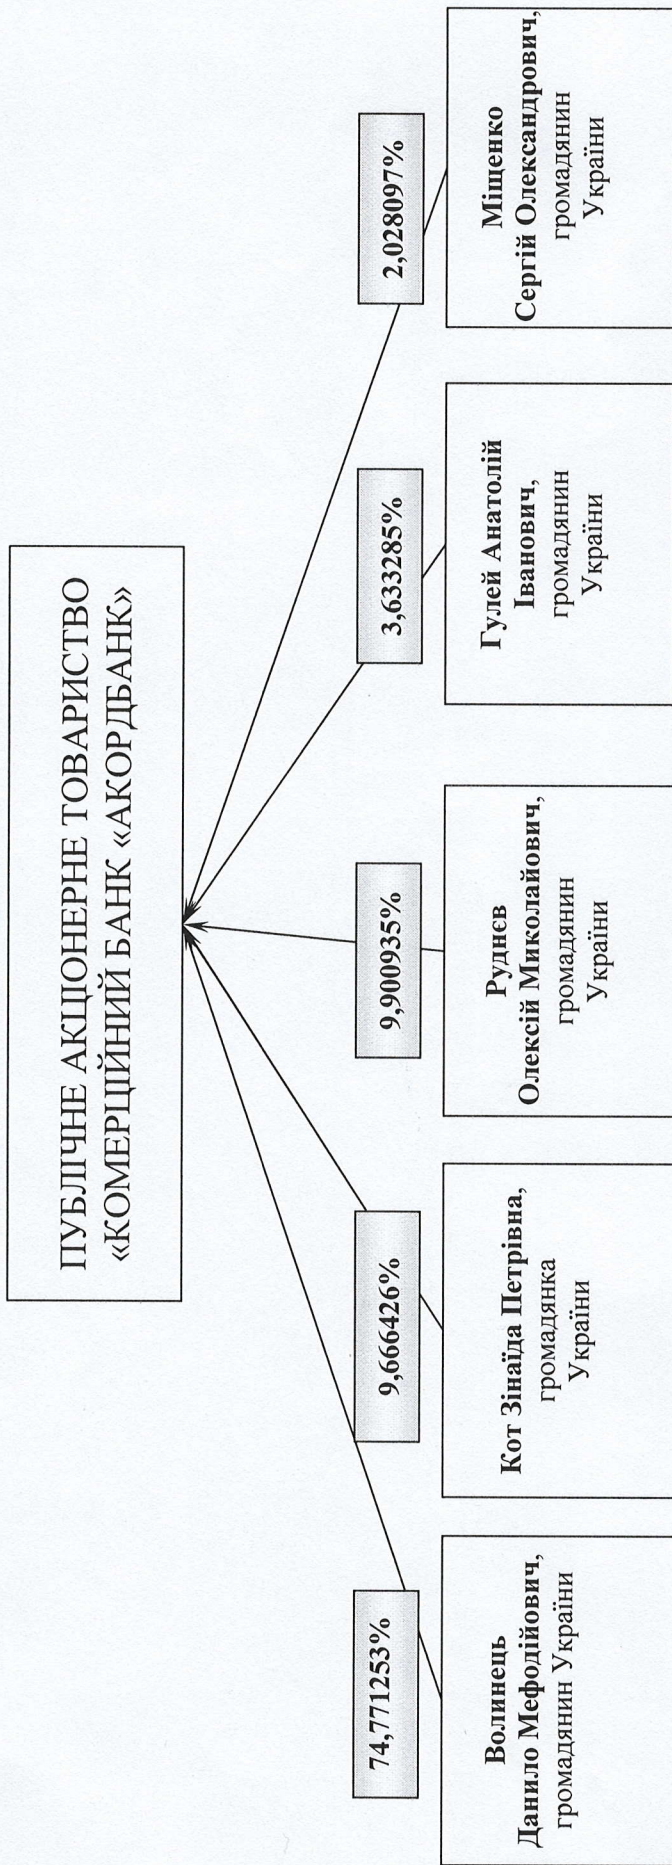 ПУБЛІЧНЕ АКЦІОНЕРНЕ ТОВАРИСТВО
«КОМЕРЦІЙНИЙ БАНК «АКОРДБАНК»
74,771253%
9,666426%
9,900935%
3,633285%
2,028097%
Волинець
Данило Мефодійович,
громадянин України
Кот Зінаїда Петрівна,
громадянка
України
Руднєв
Олексій Миколайович,
громадянин
України
Гулей Анатолій
Іванович,
громадянин
України
Міщенко
Сергій Олександрович,
громадянин
України